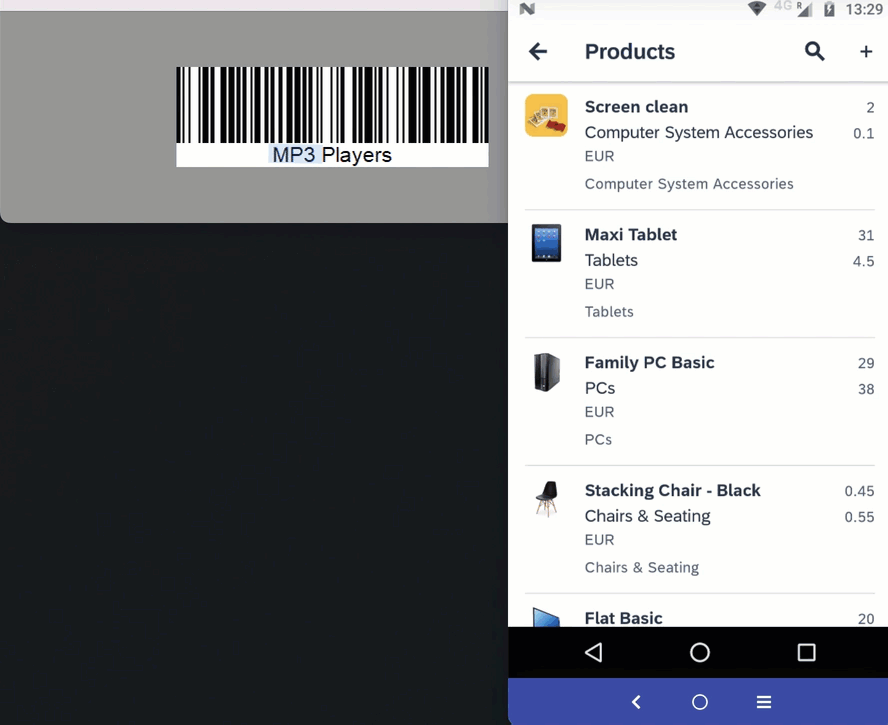 MP3 Players
4G R 13:29
Products
Screen clean 2
Computer System Accessories 0.1
EUR
Computer System Accessories
Maxi Tablet 31
Tablets 4.5
EUR
Tablets
Family PC Basic 29
PCs 38
EUR
PCs
Stacking Chair - Black 0.45
Chairs & Seating 0.55
EUR
Chairs & Seating
Flat Basic 20